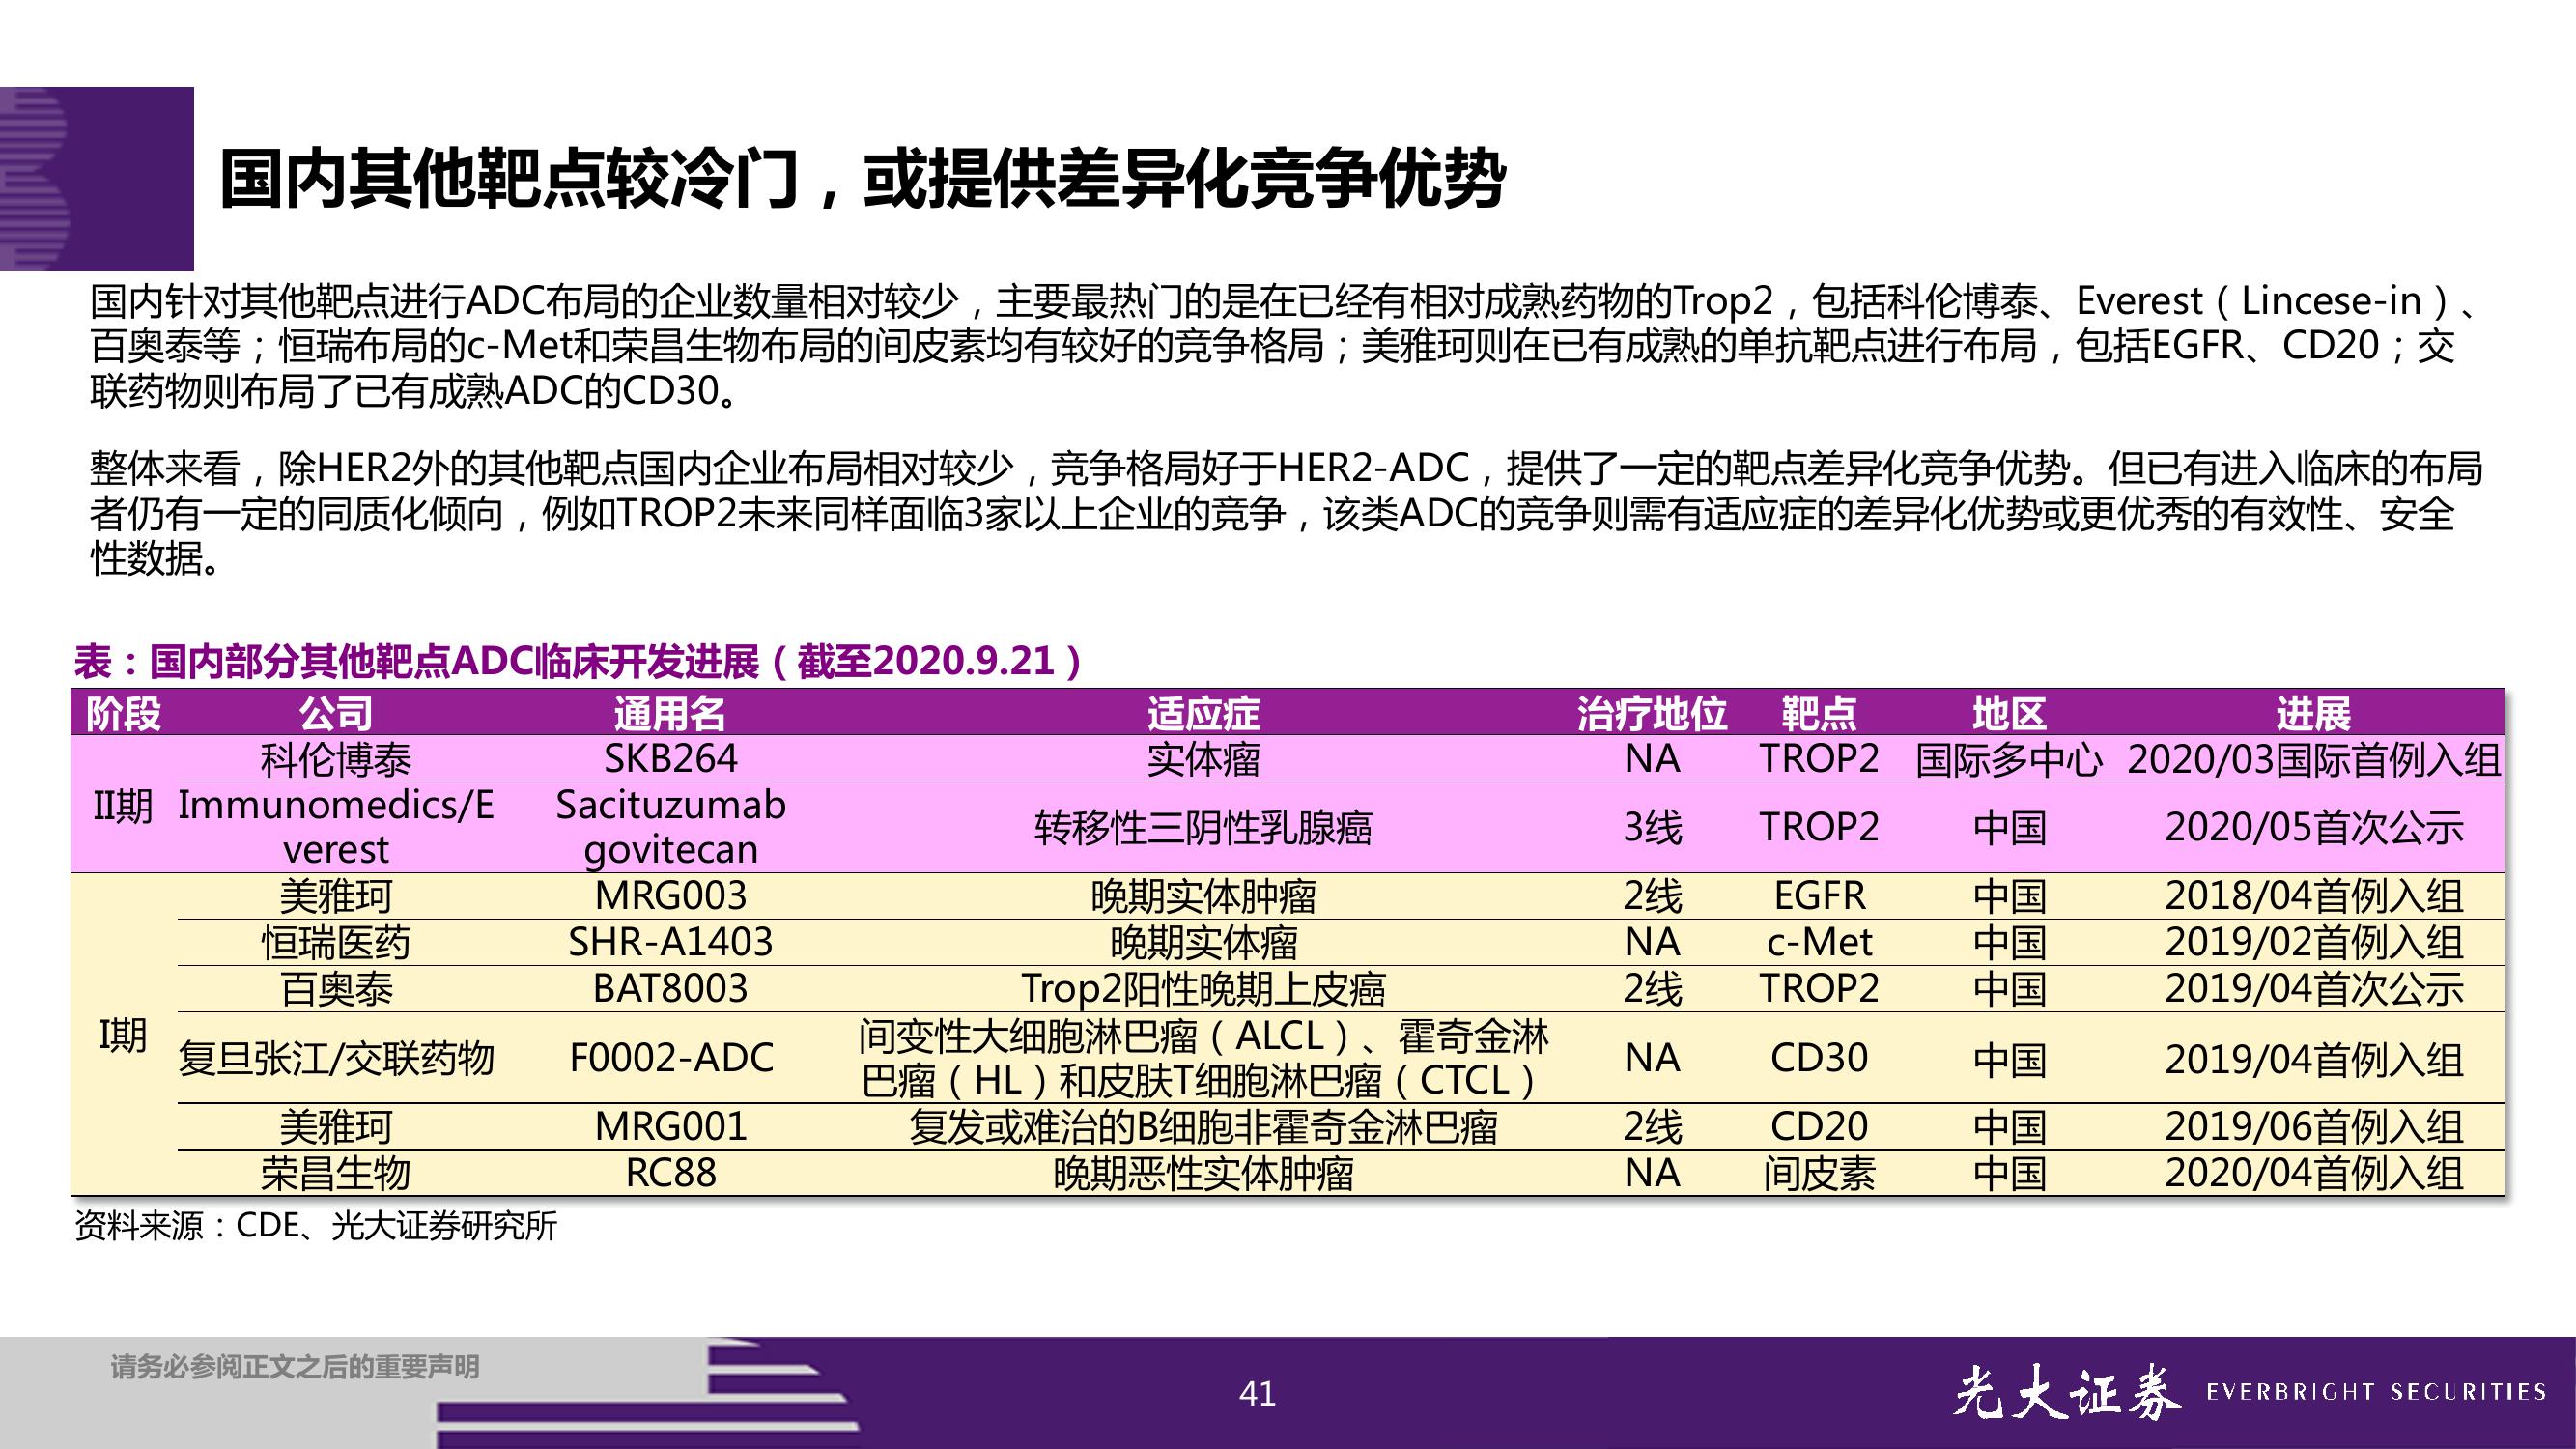 国内其他靶点较冷门，或提供差异化竞争优势
国内针对其他靶点进行ADC布局的企业数量相对较少，主要最热门的是在已经有相对成熟药物的Trop2，包括科伦博泰、Everest（Lincese-in）、
百奥泰等；恒瑞布局的c-Met和荣昌生物布局的间皮素均有较好的竞争格局；美雅珂则在已有成熟的单抗靶点进行布局，包括EGFR、CD20；交
联药物则布局了已有成熟ADC的CD30。
整体来看，除HER2外的其他靶点国内企业布局相对较少，竞争格局好于HER2-ADC，提供了一定的靶点差异化竞争优势。但已有进入临床的布局
者仍有一定的同质化倾向，例如TROP2未来同样面临3家以上企业的竞争，该类ADC的竞争则需有适应症的差异化优势或更优秀的有效性、安全
性数据。
表：国内部分其他靶点ADC临床开发进展（截至2020.9.21）
阶段 公司 通用名 适应症 治疗地位 靶点 地区 进展
II期 科伦博泰 SKB264 实体瘤 NA TROP2 国际多中心 2020/03国际首例入组
Immunomedics/E
verest Sacituzumab
govitecan 转移性三阴性乳腺癌 3线 TROP2 中国 2020/05首次公示
I期 美雅珂 MRG003 晚期实体肿瘤 2线 EGFR 中国 2018/04首例入组
恒瑞医药 SHR-A1403 晚期实体瘤 NA c-Met 中国 2019/02首例入组
百奥泰 BAT8003 Trop2阳性晚期上皮癌 2线 TROP2 中国 2019/04首次公示
复旦张江/交联药物 F0002-ADC 间变性大细胞淋巴瘤（ALCL）、霍奇金淋
巴瘤（HL）和皮肤T细胞淋巴瘤（CTCL） NA CD30 中国 2019/04首例入组
美雅珂 MRG001 复发或难治的B细胞非霍奇金淋巴瘤 2线 CD20 中国 2019/06首例入组
荣昌生物 RC88 晚期恶性实体肿瘤 NA 间皮素 中国 2020/04首例入组
资料来源：CDE、光大证券研究所
请务必参阅正文之后的重要声明
41
光大证券 EVERBRIGHT SECURITIES